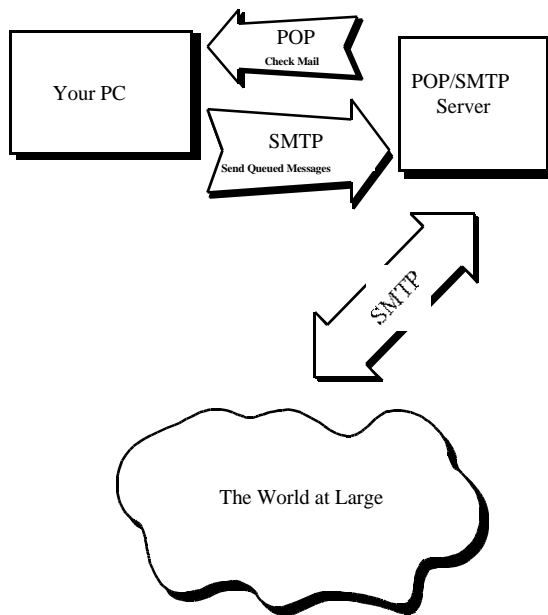 POP
Check Mail
Your PC
POP/SMTP
Server
SMTP
Send Queued Messages
SMTP
The World at Large